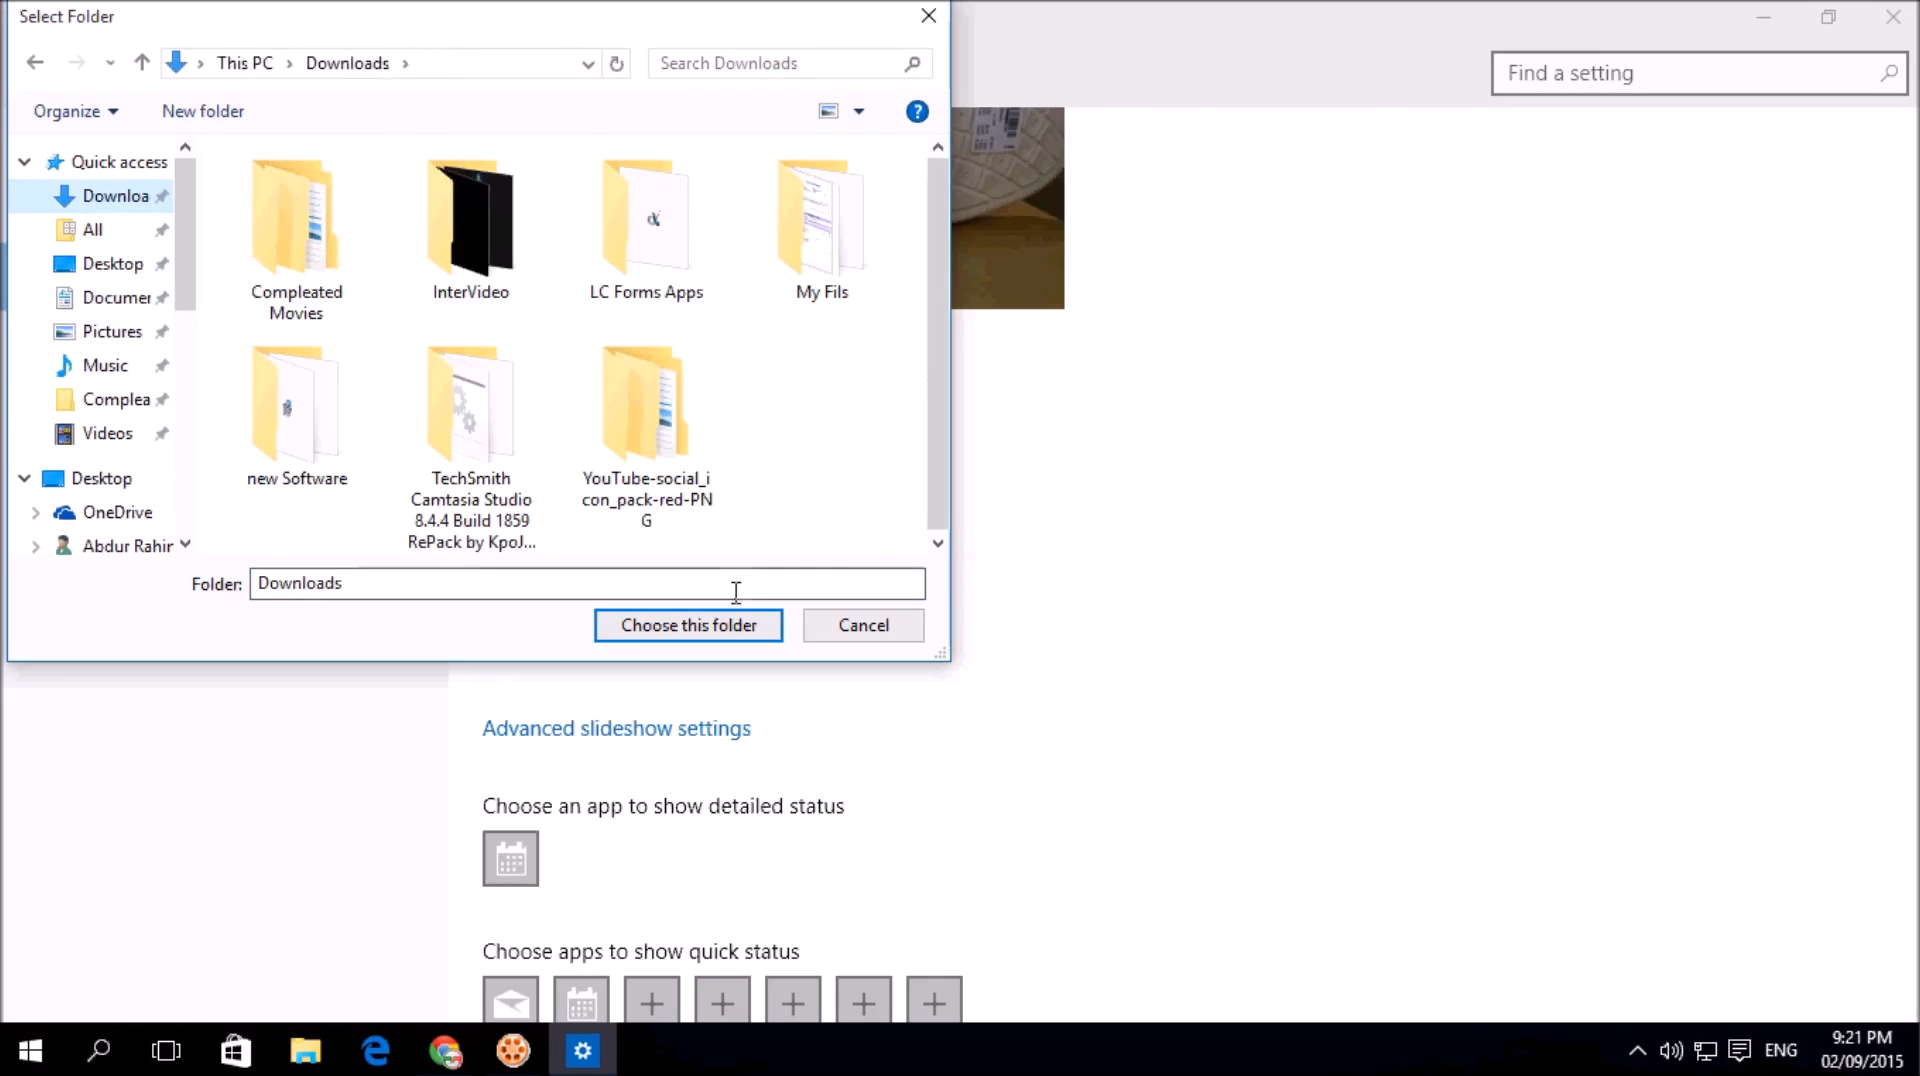 Select Folder
This PC
Downloads
Search Downloads
Find a setting
Organize
New folder
?
Quick access
Downloa
All
Desktop
Documer
Pictures
Music
Complea
Videos
Desktop
OneDrive
Abdur Rahir
Compleated
Movies
InterVideo
LC Forms Apps
My Fils
new Software
TechSmith
Camtasia Studio
8.4.4 Build 1859
RePack by KpoJ...
YouTube-social_i
con_pack-red-PN
G
Folder:
Downloads
Choose this folder
Cancel
Advanced slideshow settings
Choose an app to show detailed status
Choose apps to show quick status
ENG
9:21 PM
02/09/2015